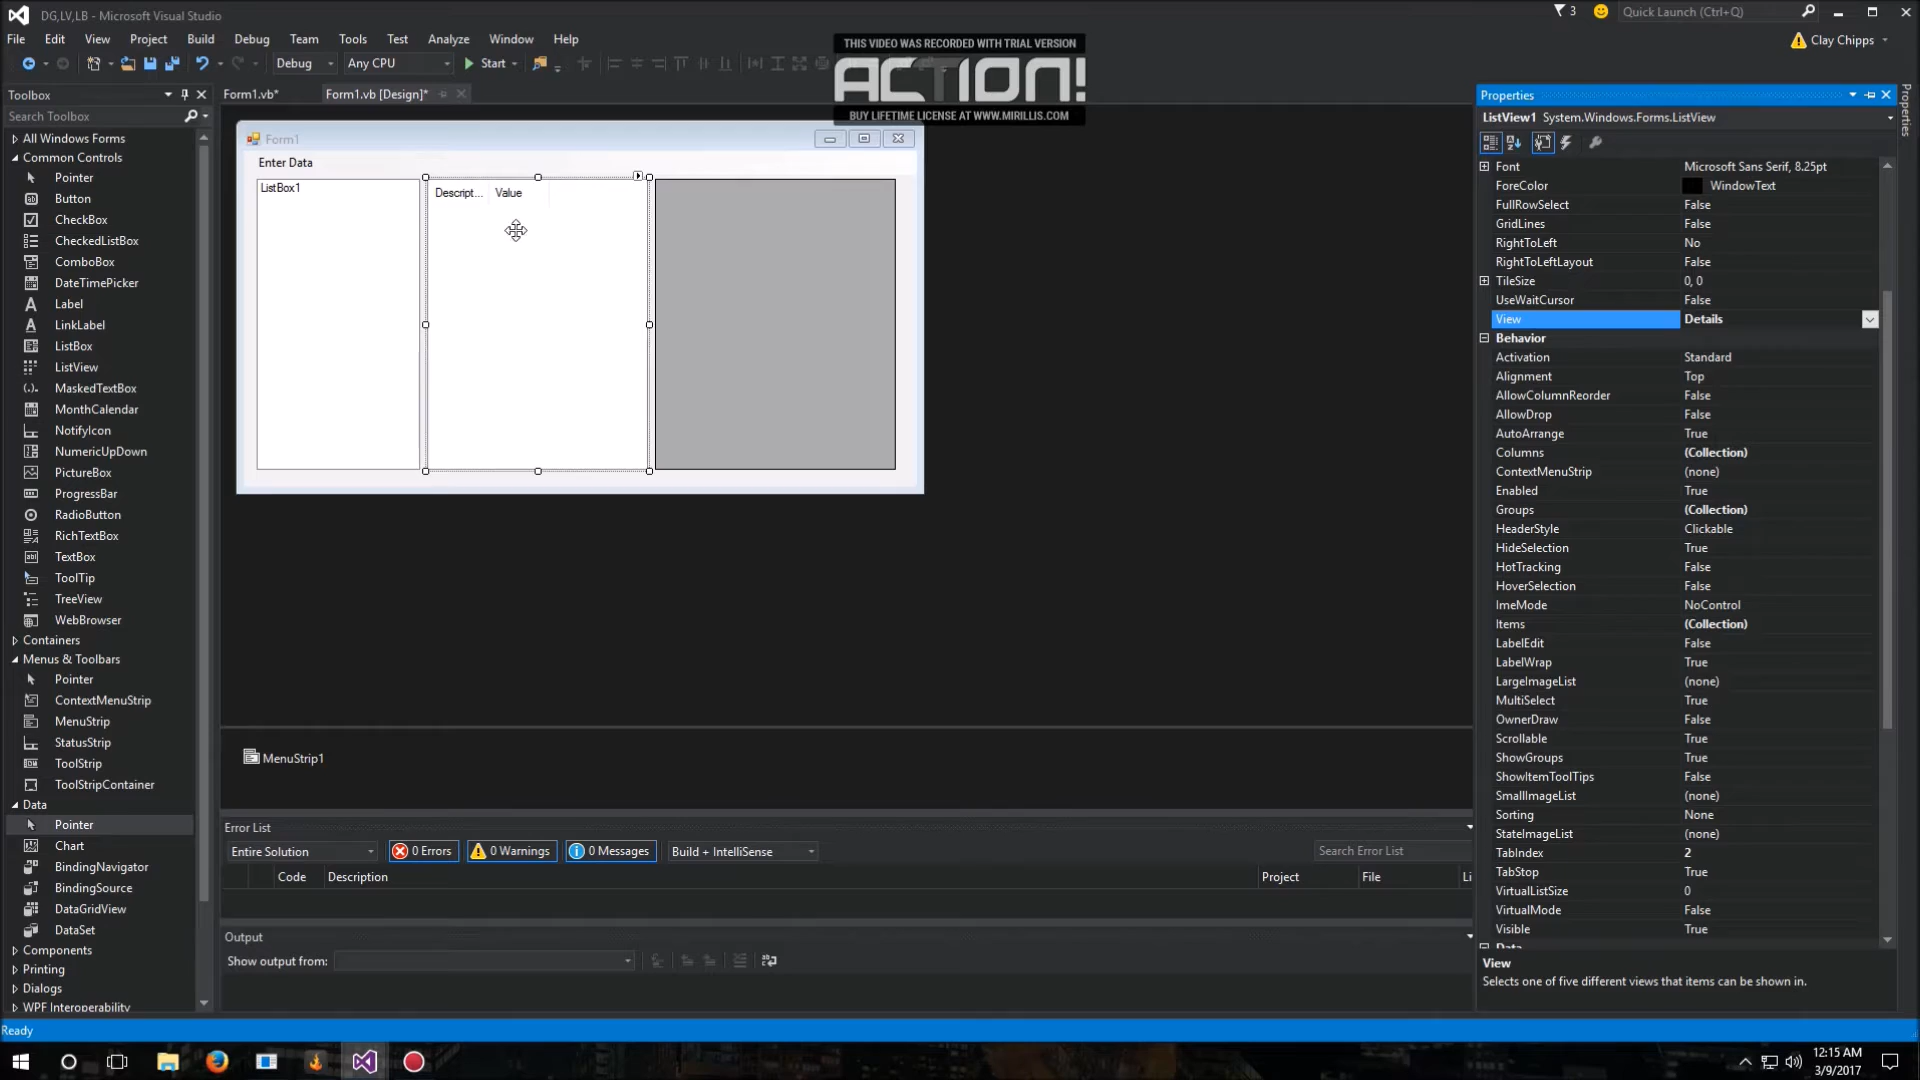 DG,LV,LB - Microsoft Visual Studio
3
Quick Launch (Ctrl+Q)
File Edit View Project Build Debug Team Tools Test Analyze Window Help
Clay Chipps
Debug Any CPU Start
THIS VIDEO WAS RECORDED WITH TRIAL VERSION
ACTION!
BUY LIFETIME LICENSE AT WWW.MIRILLIS.COM
Toolbox
Search Toolbox
All Windows Forms
Common Controls
Pointer
Button
CheckBox
CheckedListBox
ComboBox
DateTimePicker
Label
LinkLabel
ListBox
ListView
MaskedTextBox
MonthCalendar
NotifyIcon
NumericUpDown
PictureBox
ProgressBar
RadioButton
RichTextBox
TextBox
ToolTip
TreeView
WebBrowser
Containers
Menus & Toolbars
Pointer
ContextMenuStrip
MenuStrip
StatusStrip
ToolStrip
ToolStripContainer
Data
Pointer
Chart
BindingNavigator
BindingSource
DataGridView
DataSet
Components
Printing
Dialogs
WPF Interoperability
Form1.vb* Form1.vb [Design]*
Form1
Enter Data
ListBox1
Descript... Value
MenuStrip1
Error List
Entire Solution 0 Errors 0 Warnings 0 Messages Build + IntelliSense Search Error List
Code Description Project File Li
Output
Show output from:
Properties
Properties
ListView1 System.Windows.Forms.ListView
Font Microsoft Sans Serif, 8.25pt
ForeColor WindowText
FullRowSelect False
GridLines False
RightToLeft No
RightToLeftLayout False
TileSize 0, 0
UseWaitCursor False
View Details
Behavior
Activation Standard
Alignment Top
AllowColumnReorder False
AllowDrop False
AutoArrange True
Columns (Collection)
ContextMenuStrip (none)
Enabled True
Groups (Collection)
HeaderStyle Clickable
HideSelection True
HotTracking False
HoverSelection False
ImeMode NoControl
Items (Collection)
LabelEdit False
LabelWrap True
LargeImageList (none)
MultiSelect True
OwnerDraw False
Scrollable True
ShowGroups True
ShowItemToolTips False
SmallImageList (none)
Sorting None
StateImageList (none)
TabIndex 2
TabStop True
VirtualListSize 0
VirtualMode False
Visible True
Data
View
Selects one of five different views that items can be shown in.
Ready
12:15 AM
3/9/2017